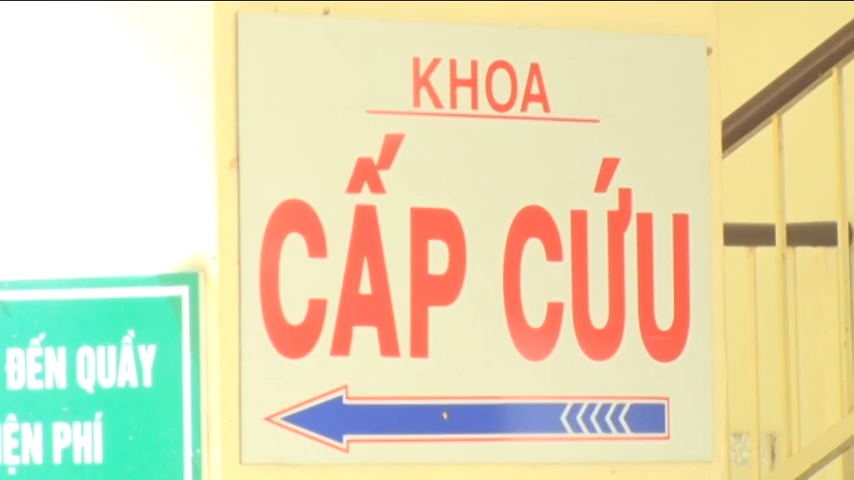 KHOA
CẤP CỨU
ĐẾN QUẦY
PHÍ